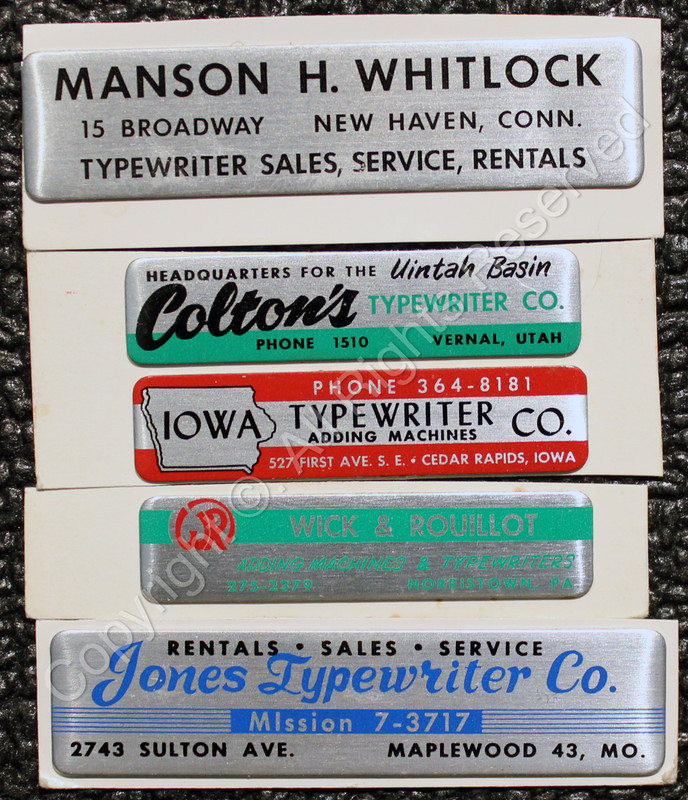 MANSON H. WHITLOCK
15 BROADWAY NEW HAVEN, CONN.
TYPEWRITER SALES, SERVICE, RENTALS
HEADQUARTERS FOR THE Uintah Basin
Colton's TYPEWRITER CO.
PHONE 1510 VERNAL, UTAH
PHONE 364-8181
IOWA TYPEWRITER CO.
ADDING MACHINES
527 FIRST AVE. S. E. • CEDAR RAPIDS, IOWA
WR WICK & ROUILLOT
ADDING MACHINES & TYPEWRITERS
275-2379 NORRISTOWN, PA
RENTALS • SALES • SERVICE
Jones Typewriter Co.
MIssion 7-3717
2743 SULTON AVE. MAPLEWOOD 43, MO.
Copyright ©. All Rights Reserved